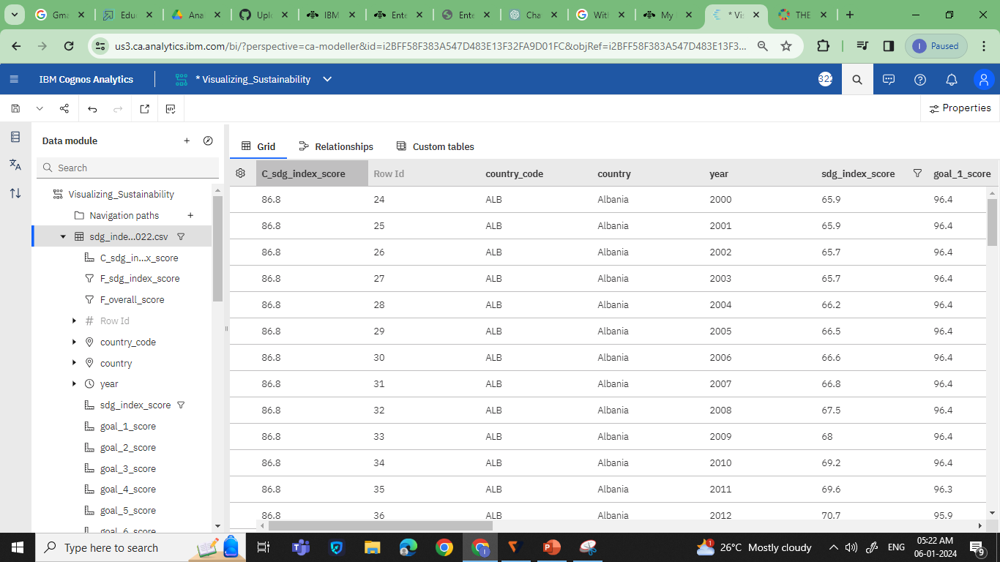 Gma
Edu
Anal
Uplo
IBM
Ente
Ente
Cha
With
My
* Vis
THE
us3.ca.analytics.ibm.com/bi/?perspective=ca-modeller&id=i2BFF58F383A547D483E13F32FA9D01FC&objRef=i2BFF58F383A547D483E13F3...
I Paused
IBM Cognos Analytics
* Visualizing_Sustainability
322
Properties
Data module
Search
Visualizing_Sustainability
Navigation paths
sdg_inde...022.csv
C_sdg_in...x_score
F_sdg_index_score
F_overall_score
# Row Id
country_code
country
year
sdg_index_score
goal_1_score
goal_2_score
goal_3_score
goal_4_score
goal_5_score
goal_6_score
Grid Relationships Custom tables
C_sdg_index_score Row Id country_code country year sdg_index_score goal_1_score
86.8 24 ALB Albania 2000 65.9 96.4
86.8 25 ALB Albania 2001 65.9 96.4
86.8 26 ALB Albania 2002 65.7 96.4
86.8 27 ALB Albania 2003 65.7 96.4
86.8 28 ALB Albania 2004 66.2 96.4
86.8 29 ALB Albania 2005 66.5 96.4
86.8 30 ALB Albania 2006 66.6 96.4
86.8 31 ALB Albania 2007 66.8 96.4
86.8 32 ALB Albania 2008 67.5 96.4
86.8 33 ALB Albania 2009 68 96.4
86.8 34 ALB Albania 2010 69.2 96.4
86.8 35 ALB Albania 2011 69.6 96.3
86.8 36 ALB Albania 2012 70.7 95.9
Type here to search
26°C Mostly cloudy
ENG
05:22 AM
06-01-2024
9